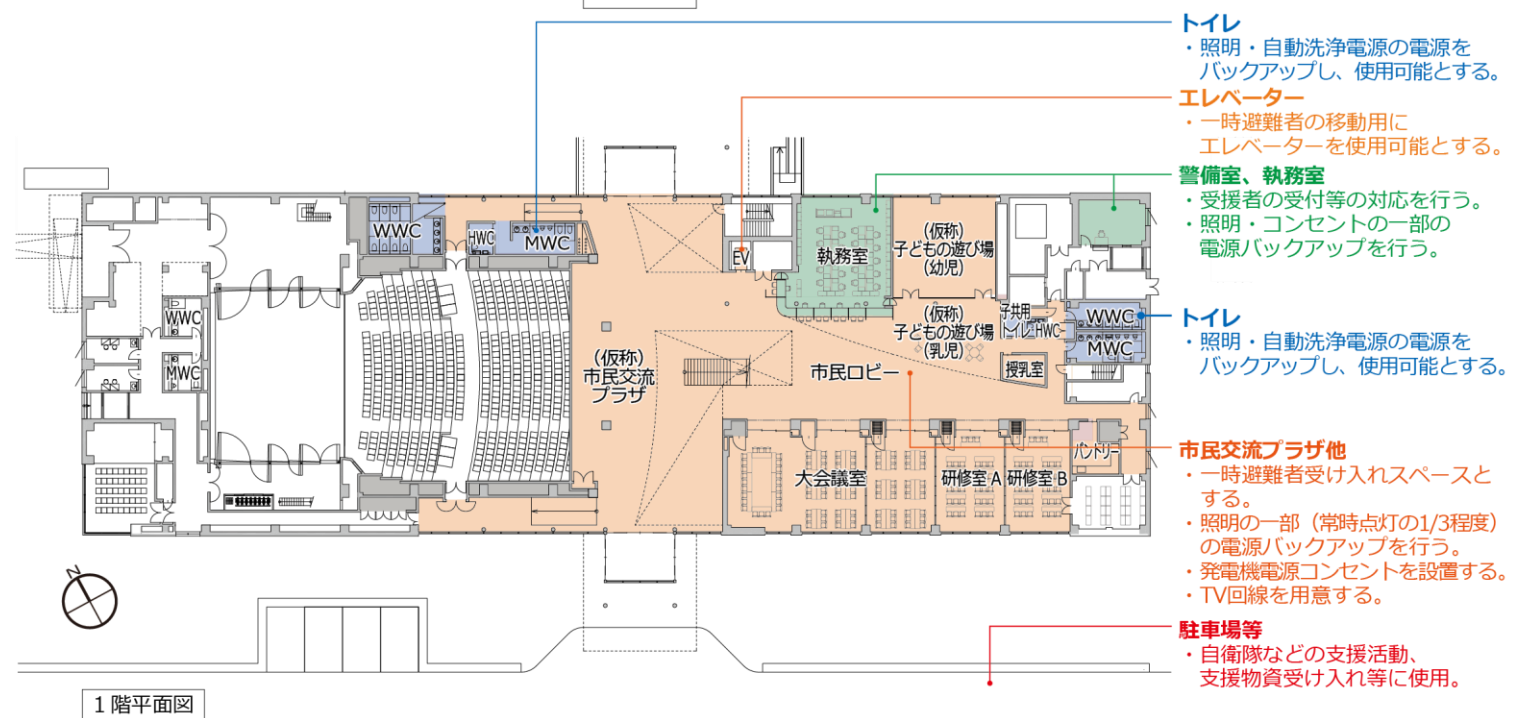 トイレ
・照明・自動洗浄電源の電源を
バックアップし、使用可能とする。
エレベーター
・一時避難者の移動用に
エレベーターを使用可能とする。
警備室、執務室
・受援者の受付等の対応を行う。
・照明・コンセントの一部の
電源バックアップを行う。
トイレ
・照明・自動洗浄電源の電源を
バックアップし、使用可能とする。
市民交流プラザ他
・一時避難者受け入れスペースと
する。
・照明の一部（常時点灯の1/3程度）
の電源バックアップを行う。
・発電機電源コンセントを設置する。
・TV回線を用意する。
駐車場等
・自衛隊などの支援活動、
支援物資受け入れ等に使用。
WWC
HWC
MWC
EV
執務室
(仮称)
子どもの遊び場
(幼児)
(仮称)
子どもの遊び場
(乳児)
子共用
トイレ・HWC
WWC
MWC
授乳室
WWC
MWC
(仮称)
市民交流
プラザ
市民ロビー
大会議室
研修室 A
研修室 B
パントリー
N
1階平面図